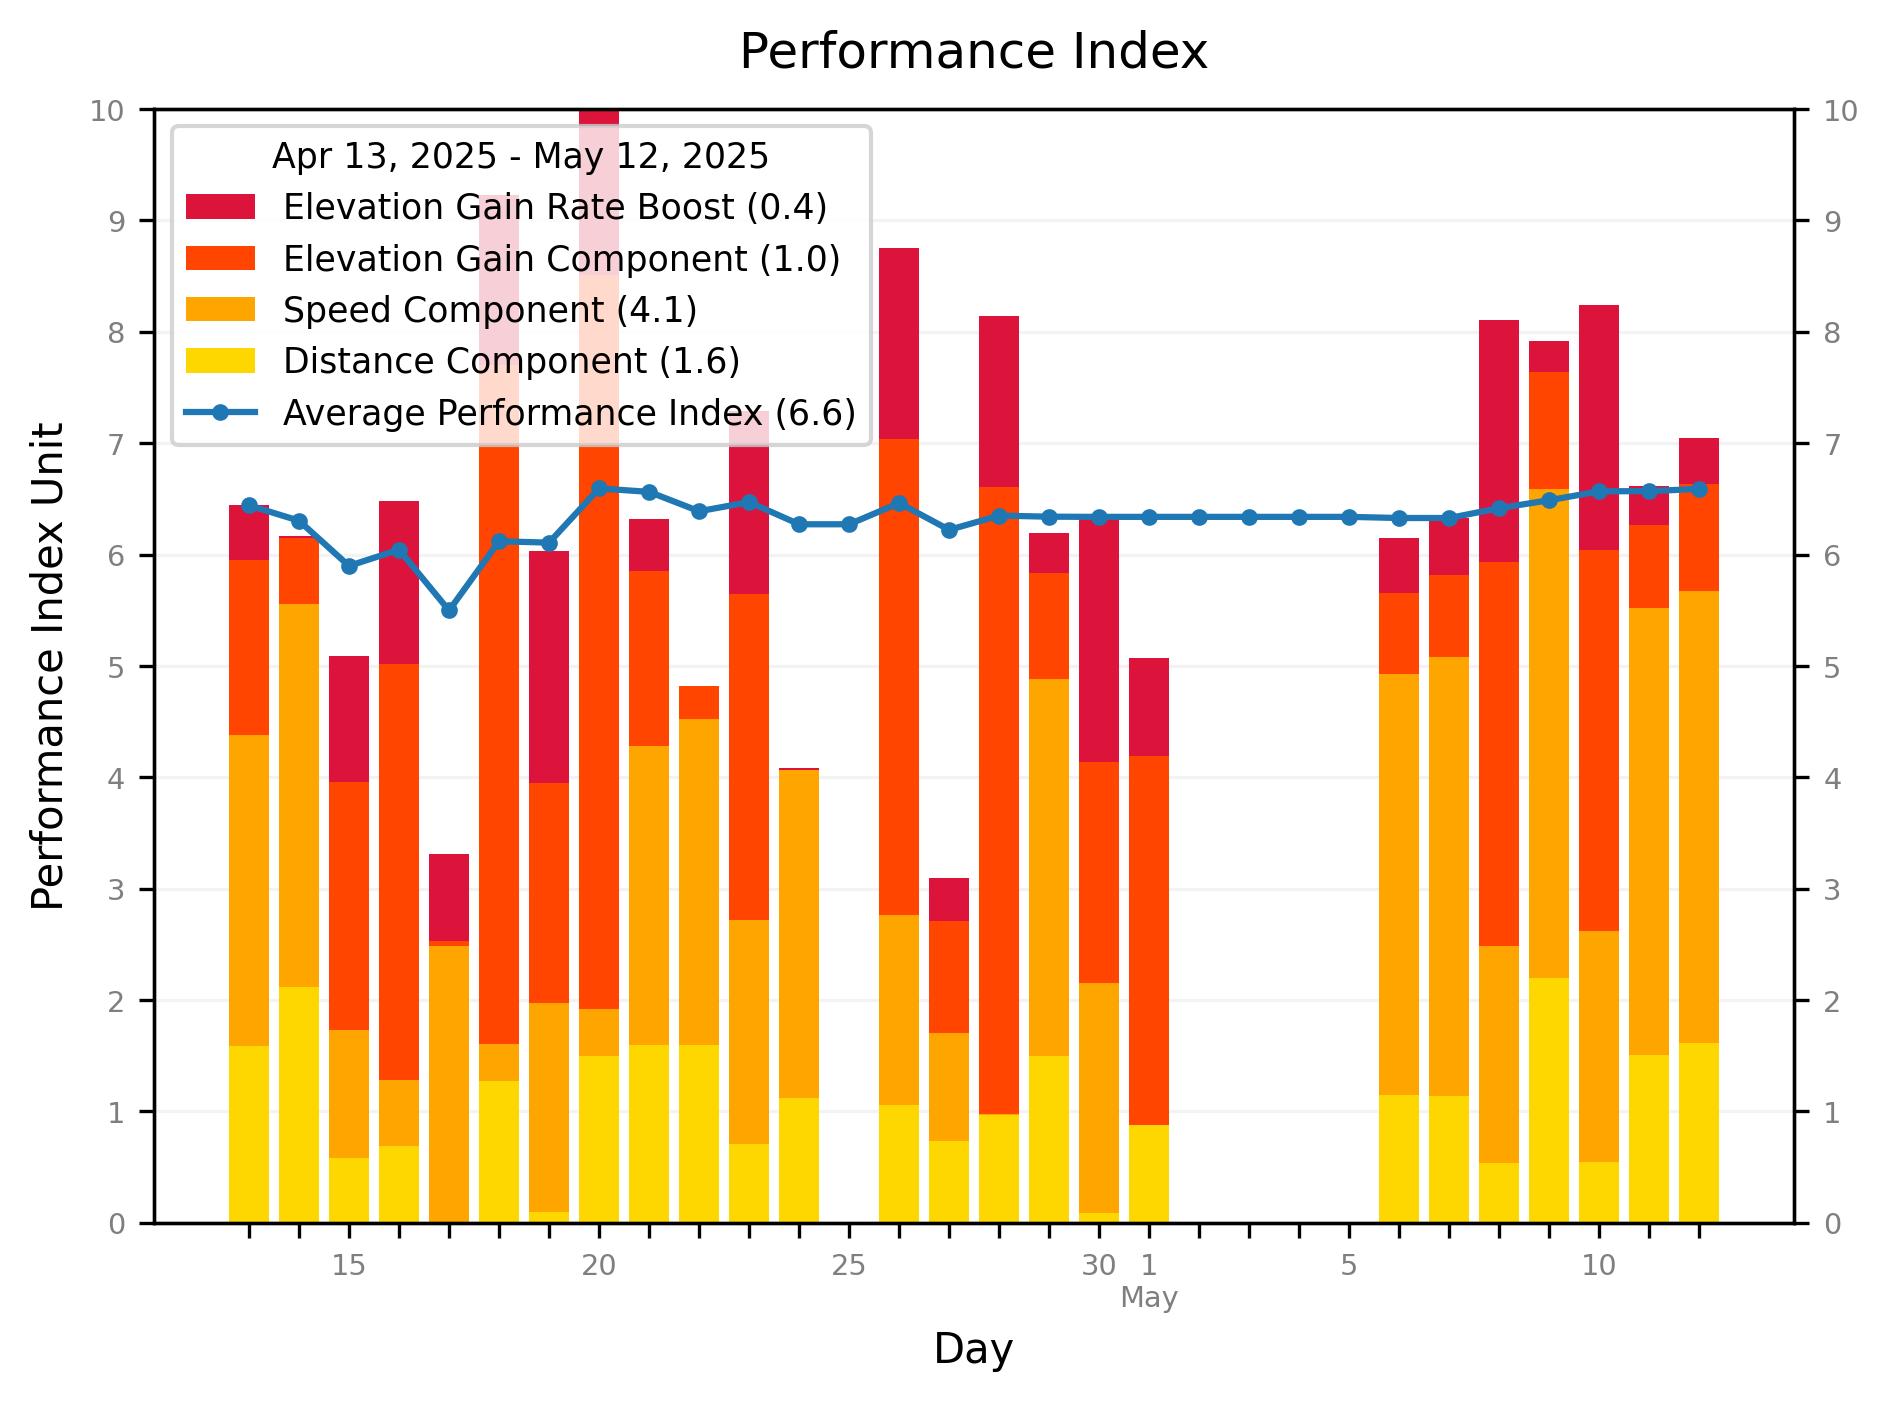 Performance Index
Apr 13, 2025 - May 12, 2025
Elevation Gain Rate Boost (0.4)
Elevation Gain Component (1.0)
Speed Component (4.1)
Distance Component (1.6)
Average Performance Index (6.6)
Performance Index Unit
10
9
8
7
6
5
4
3
2
1
0
10
9
8
7
6
5
4
3
2
1
0
15 20 25 30 1 5 10
May
Day